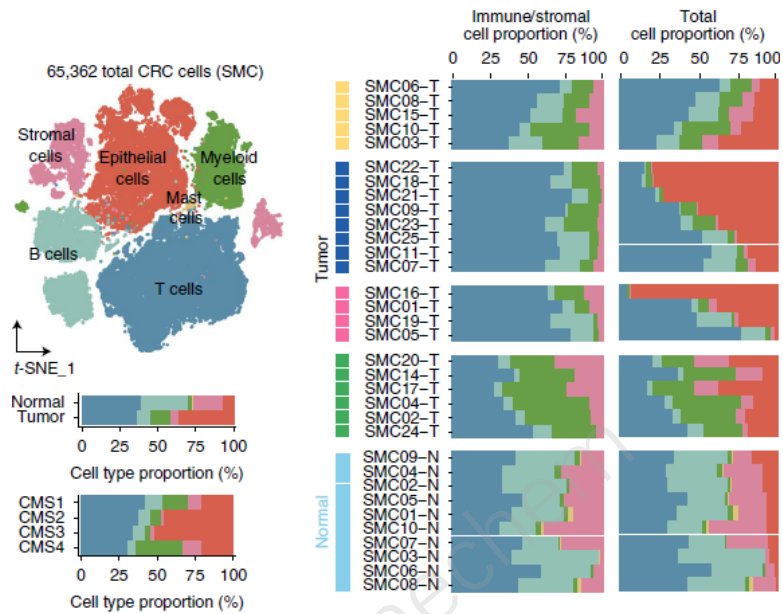 65,362 total CRC cells (SMC)
Stromal
cells
Epithelial
cells
Myeloid
cells
Mast
cells
B cells
T cells
t-SNE_1
Normal
Tumor
0 25 50 75 100
Cell type proportion (%)
CMS1
CMS2
CMS3
CMS4
0 25 50 75 100
Cell type proportion (%)
Immune/stromal
cell proportion (%)
Total
cell proportion (%)
0 25 50 75 100
0 25 50 75 100
Tumor
SMC06-T
SMC08-T
SMC15-T
SMC10-T
SMC03-T
SMC22-T
SMC18-T
SMC21-T
SMC09-T
SMC23-T
SMC25-T
SMC11-T
SMC07-T
SMC16-T
SMC01-T
SMC19-T
SMC05-T
SMC20-T
SMC14-T
SMC17-T
SMC04-T
SMC02-T
SMC24-T
Normal
SMC09-N
SMC04-N
SMC02-N
SMC05-N
SMC01-N
SMC10-N
SMC07-N
SMC03-N
SMC06-N
SMC08-N